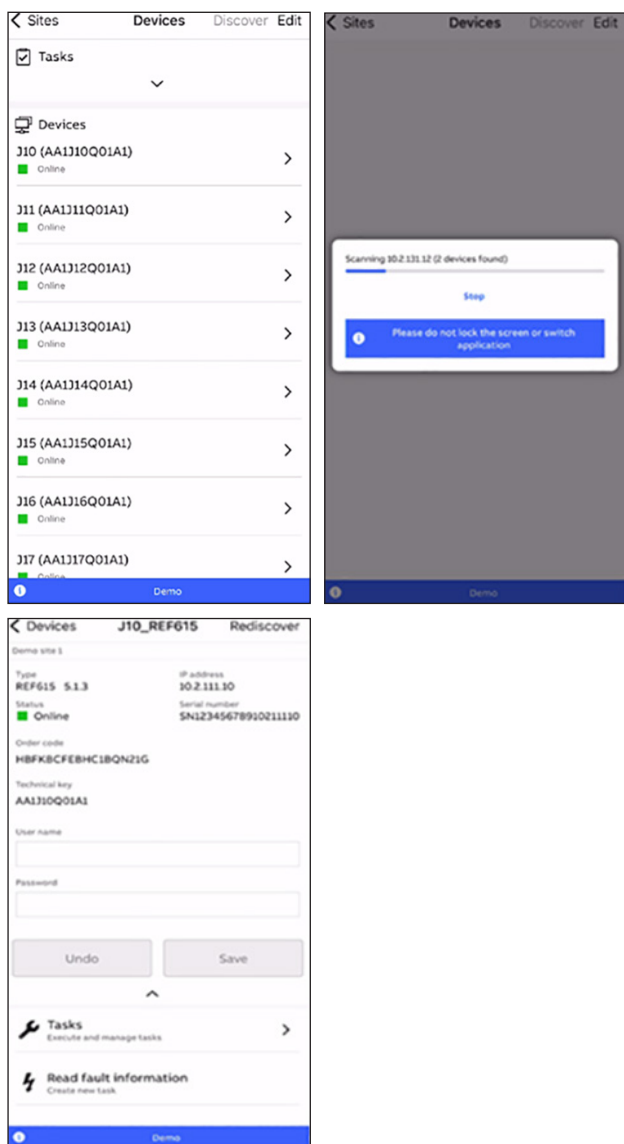 Sites Devices Discover Edit
Tasks
Devices
J10 (AA1J10Q01A1)
Online
J11 (AA1J11Q01A1)
Online
J12 (AA1J12Q01A1)
Online
J13 (AA1J13Q01A1)
Online
J14 (AA1J14Q01A1)
Online
J15 (AA1J15Q01A1)
Online
J16 (AA1J16Q01A1)
Online
J17 (AA1J17Q01A1)
Online
Demo
Sites Devices Discover Edit
Scanning 10.2.131.12 (2 devices found)
Stop
Please do not lock the screen or switch
application
Demo
Devices J10_REF615 Rediscover
Demo site 1
Type IP address
REF615 5.1.3 10.2.111.10
Status Serial number
Online SN12345678910211110
Order code
HBFKBCFEBHC1BQN21G
Technical key
AA1J10Q01A1
User name
Password
Undo Save
Tasks
Execute and manage tasks
Read fault information
Create new task
Demo